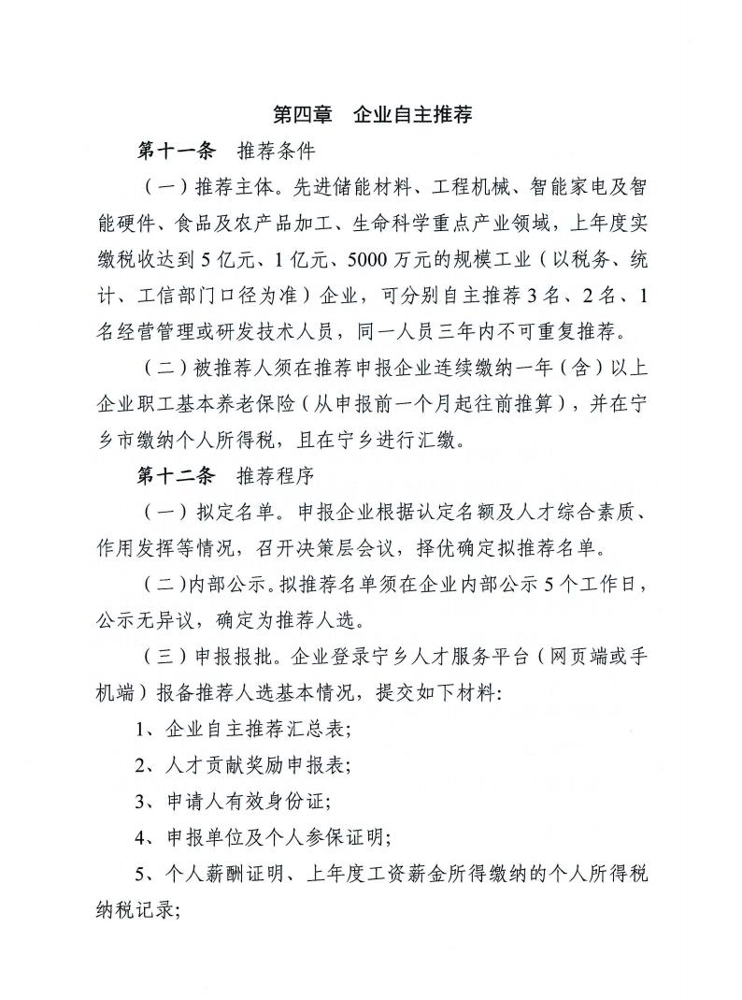 第四章　企业自主推荐
第十一条　推荐条件
（一）推荐主体。先进储能材料、工程机械、智能家电及智
能硬件、食品及农产品加工、生命科学重点产业领域，上年度实
缴税收达到 5 亿元、1 亿元、5000 万元的规模工业（以税务、统
计、工信部门口径为准）企业，可分别自主推荐 3 名、2 名、1
名经营管理或研发技术人员，同一人员三年内不可重复推荐。
（二）被推荐人须在推荐申报企业连续缴纳一年（含）以上
企业职工基本养老保险（从申报前一个月起往前推算），并在宁
乡市缴纳个人所得税，且在宁乡进行汇缴。
第十二条　推荐程序
（一）拟定名单。申报企业根据认定名额及人才综合素质、
作用发挥等情况，召开决策层会议，择优确定拟推荐名单。
（二）内部公示。拟推荐名单须在企业内部公示 5 个工作日，
公示无异议，确定为推荐人选。
（三）申报报批。企业登录宁乡人才服务平台（网页端或手
机端）报备推荐人选基本情况，提交如下材料：
1、企业自主推荐汇总表；
2、人才贡献奖励申报表；
3、申请人有效身份证；
4、申报单位及个人参保证明；
5、个人薪酬证明、上年度工资薪金所得缴纳的个人所得税
纳税记录；